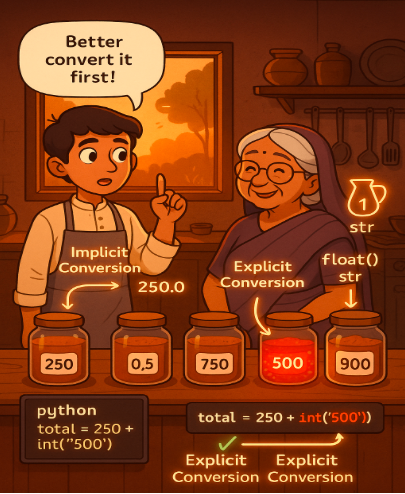 Better
convert it
first!
1
str
Implicit
Conversion
250.0
Explicit
Conversion
float()
str
250
0,5
750
500
900
python
total = 250 +
int("500')
total = 250 + int('500'))
Explicit
Conversion
Explicit
Conversion